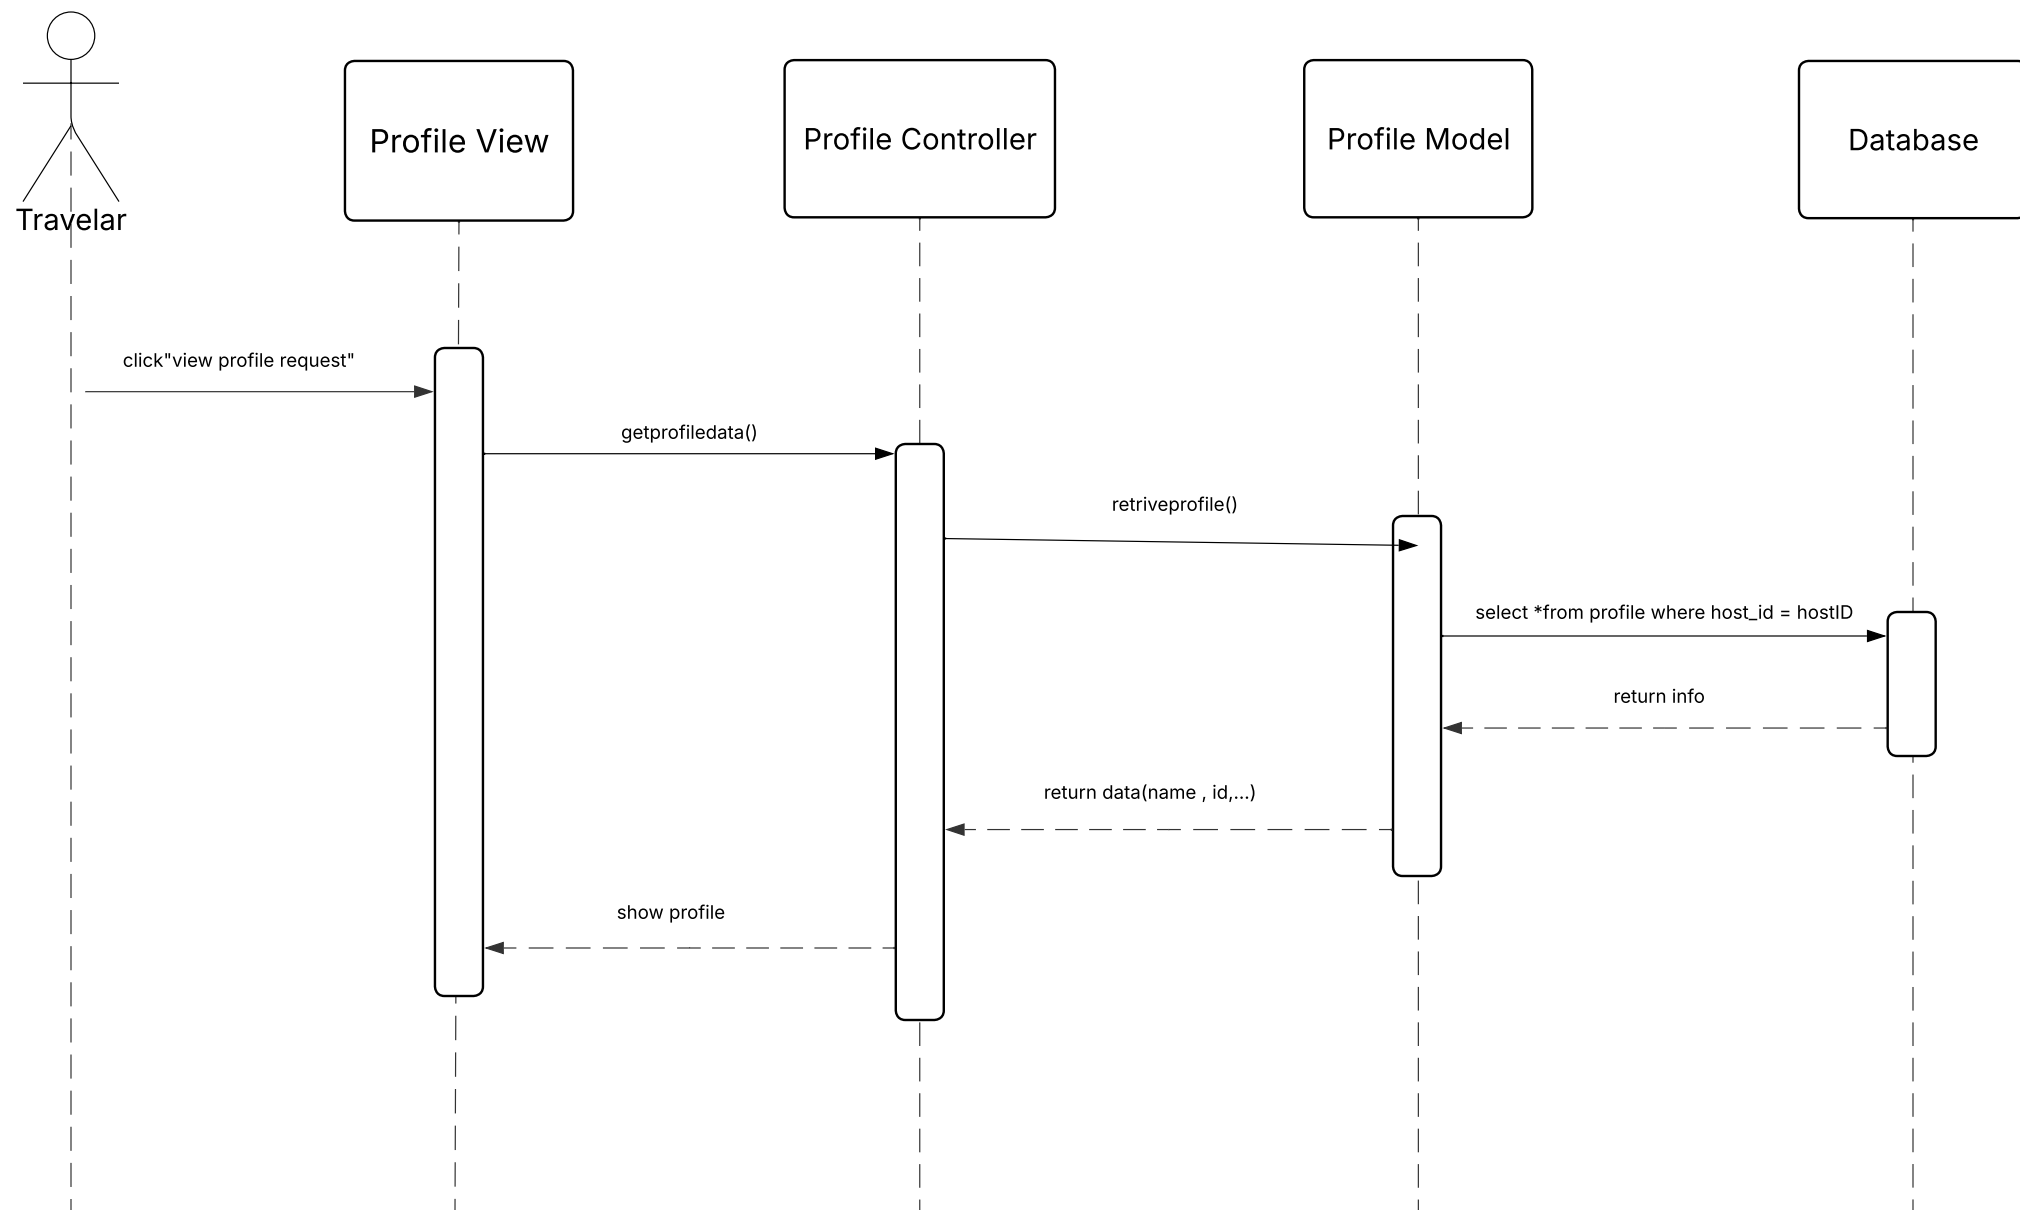 Travelar
Profile View
Profile Controller
Profile Model
Database
click"view profile request"
getprofiledata()
retriveprofile()
select *from profile where host_id = hostID
return info
return data(name , id,...)
show profile